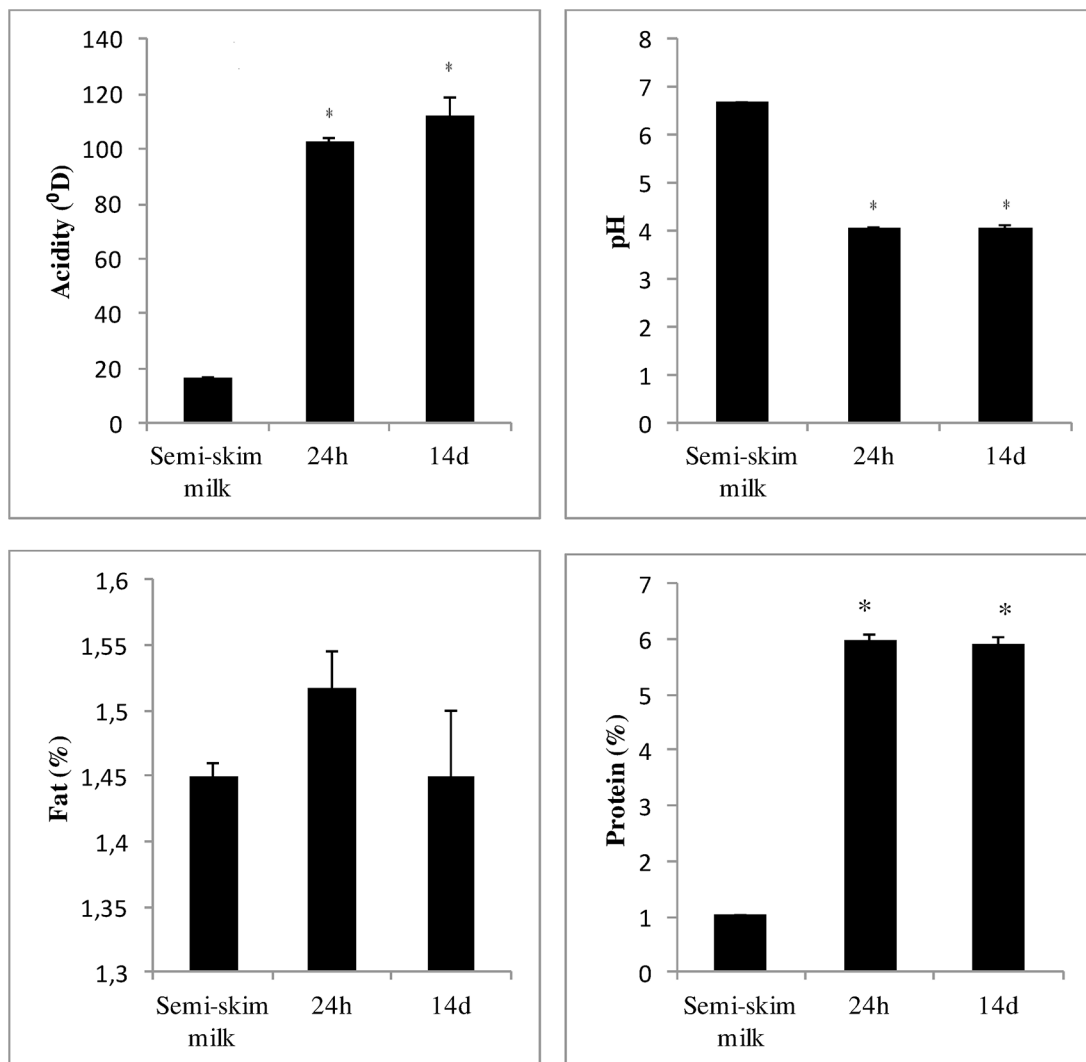 140
120
100
80
60
40
20
0
Acidity (⁰D)
*
*
Semi-skim
milk
24h
14d
8
7
6
5
4
3
2
1
0
pH
*
*
Semi-skim
milk
24h
14d
1,6
1,55
1,5
1,45
1,4
1,35
1,3
Fat (%)
Semi-skim
milk
24h
14d
7
6
5
4
3
2
1
0
Protein (%)
*
*
Semi-skim
milk
24h
14d